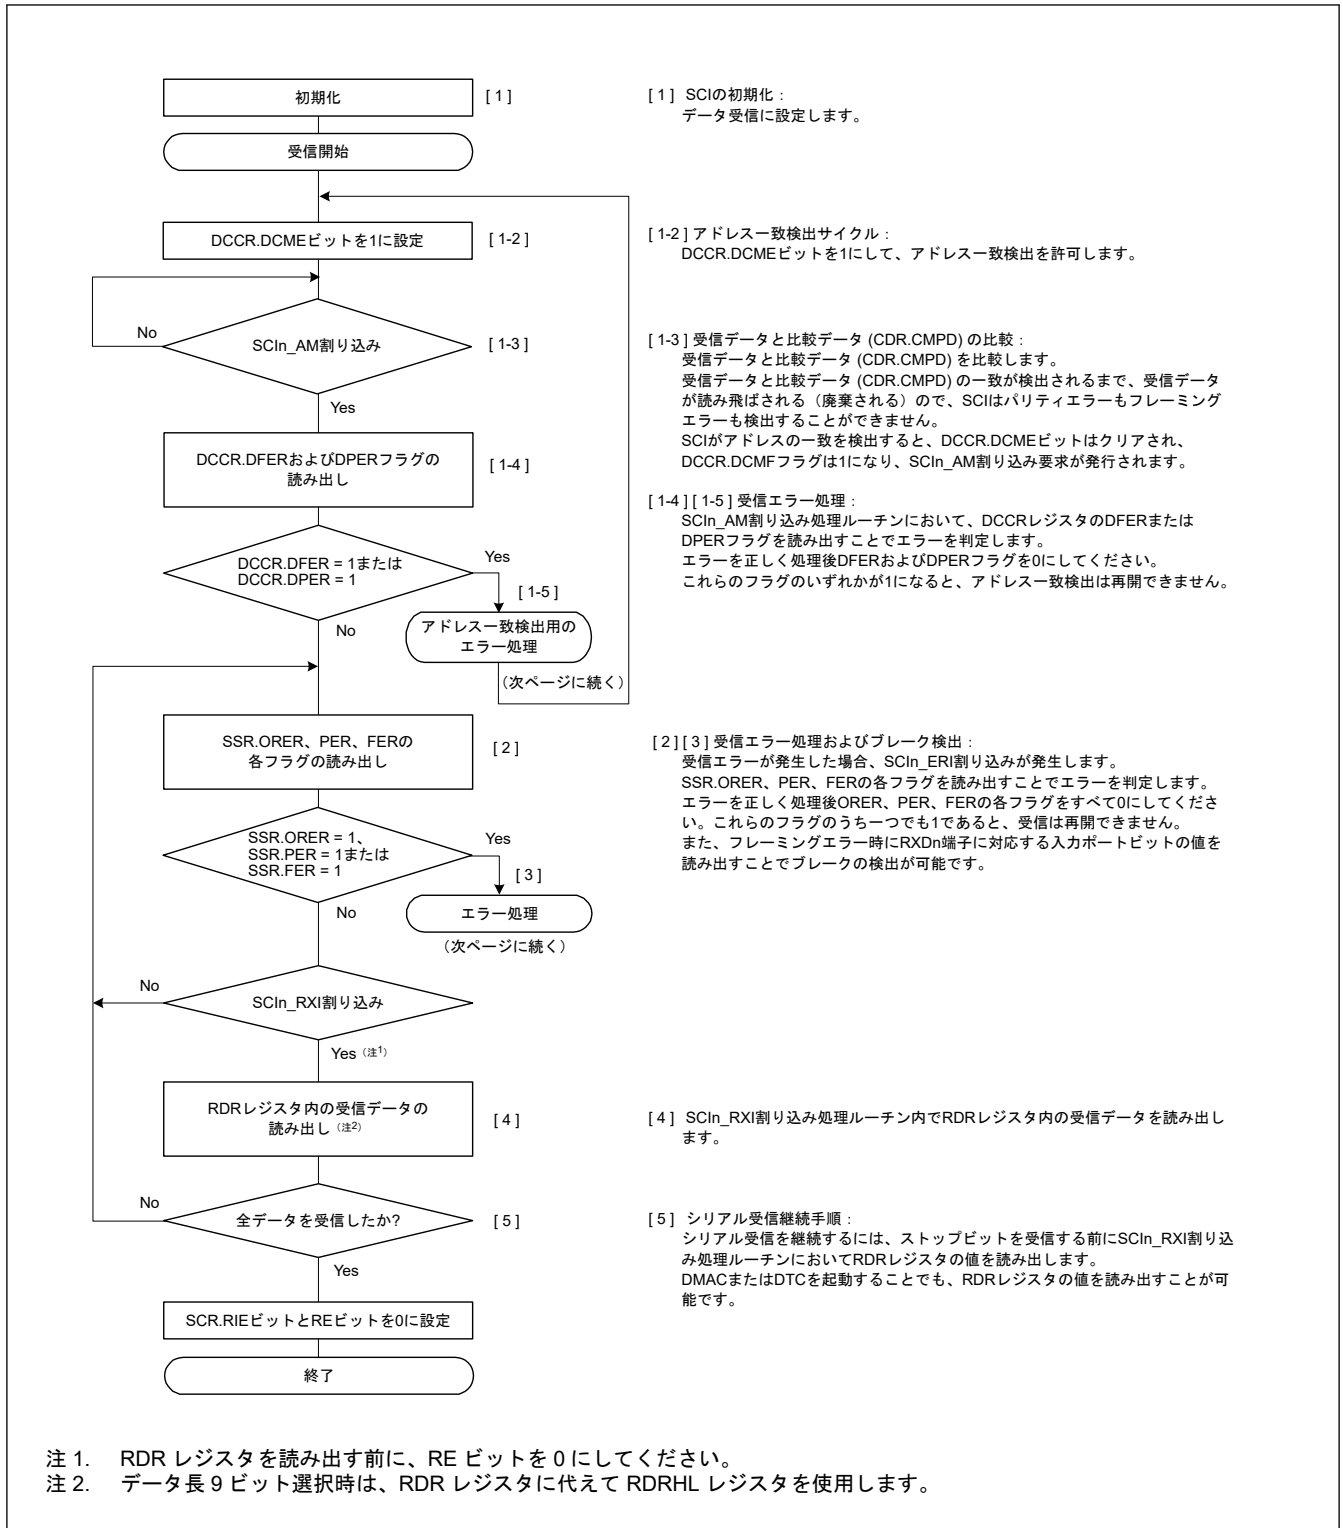 初期化
[ 1 ]
[ 1 ] SCIの初期化：
データ受信に設定します。
受信開始
DCCR.DCMEビットを1に設定
[ 1-2 ]
[ 1-2 ] アドレス一致検出サイクル：
DCCR.DCMEビットを1にして、アドレス一致検出を許可します。
No
SCIn_AM割り込み
[ 1-3 ]
Yes
[ 1-3 ] 受信データと比較データ (CDR.CMPD) の比較：
受信データと比較データ (CDR.CMPD) を比較します。
受信データと比較データ (CDR.CMPD) の一致が検出されるまで、受信データ
が読み飛ばされる（廃棄される）ので、SCIはパリティエラーもフレーミング
エラーも検出することができません。
SCIがアドレスの一致を検出すると、DCCR.DCMEビットはクリアされ、
DCCR.DCMFフラグは1になり、SCIn_AM割り込み要求が発行されます。
DCCR.DFERおよびDPERフラグの
読み出し
[ 1-4 ]
[ 1-4 ] [ 1-5 ] 受信エラー処理：
SCIn_AM割り込み処理ルーチンにおいて、DCCRレジスタのDFERまたは
DPERフラグを読み出すことでエラーを判定します。
エラーを正しく処理後DFERおよびDPERフラグを0にしてください。
これらのフラグのいずれかが1になると、アドレス一致検出は再開できません。
DCCR.DFER = 1または
DCCR.DPER = 1
Yes
[ 1-5 ]
No
アドレス一致検出用の
エラー処理
（次ページに続く）
SSR.ORER、PER、FERの
各フラグの読み出し
[ 2 ]
[ 2 ] [ 3 ] 受信エラー処理およびブレーク検出：
受信エラーが発生した場合、SCIn_ERI割り込みが発生します。
SSR.ORER、PER、FERの各フラグを読み出すことでエラーを判定します。
エラーを正しく処理後ORER、PER、FERの各フラグをすべて0にしてくださ
い。これらのフラグのうち一つでも1であると、受信は再開できません。
また、フレーミングエラー時にRXDn端子に対応する入力ポートビットの値を
読み出すことでブレークの検出が可能です。
SSR.ORER = 1、
SSR.PER = 1または
SSR.FER = 1
Yes
[ 3 ]
No
エラー処理
（次ページに続く）
No
SCIn_RXI割り込み
Yes（注1）
RDRレジスタ内の受信データの
読み出し（注2）
[ 4 ]
[ 4 ] SCIn_RXI割り込み処理ルーチン内でRDRレジスタ内の受信データを読み出し
ます。
No
全データを受信したか?
[ 5 ]
Yes
[ 5 ] シリアル受信継続手順：
シリアル受信を継続するには、ストップビットを受信する前にSCIn_RXI割り込
み処理ルーチンにおいてRDRレジスタの値を読み出します。
DMACまたはDTCを起動することでも、RDRレジスタの値を読み出すことが可
能です。
SCR.RIEビットとREビットを0に設定
終了
注 1. RDR レジスタを読み出す前に、RE ビットを 0 にしてください。
注 2. データ長 9 ビット選択時は、RDR レジスタに代えて RDRHL レジスタを使用します。